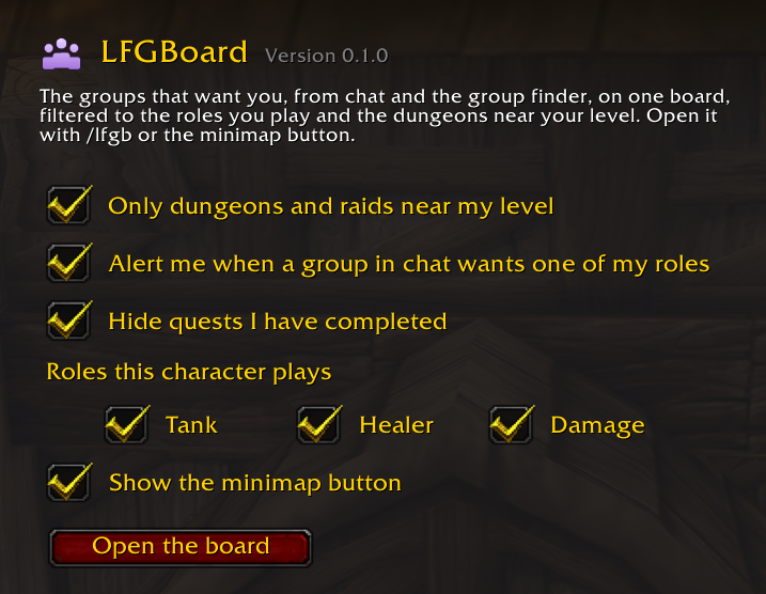 LFGBoard Version 0.1.0
The groups that want you, from chat and the group finder, on one board,
filtered to the roles you play and the dungeons near your level. Open it
with /lfgb or the minimap button.
Only dungeons and raids near my level
Alert me when a group in chat wants one of my roles
Hide quests I have completed
Roles this character plays
Tank Healer Damage
Show the minimap button
Open the board